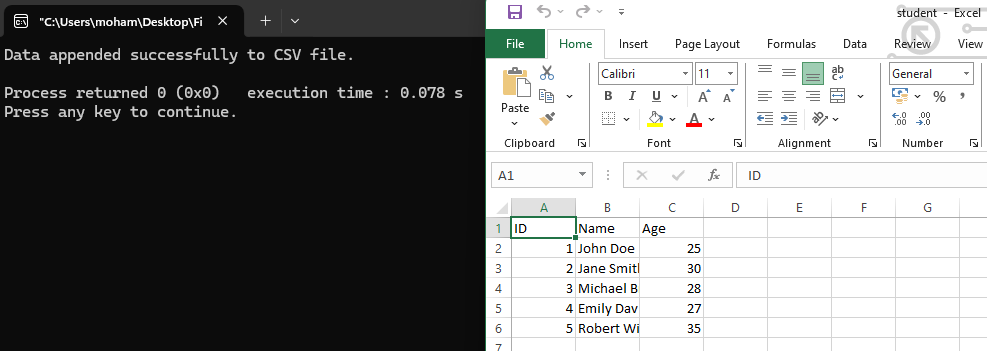 "C:\Users\moham\Desktop\Fi
Data appended successfully to CSV file.
Process returned 0 (0x0)   execution time : 0.078 s
Press any key to continue.
student - Excel
File Home Insert Page Layout Formulas Data Review View
Calibri 11 General
Paste
B I U A A ab c
A % ,
Clipboard Font Alignment Number
A1 fx ID
A B C D E F G
1 ID Name Age
2 1 John Doe 25
3 2 Jane Smitl 30
4 3 Michael B 28
5 4 Emily Dav 27
6 5 Robert Wi 35
7